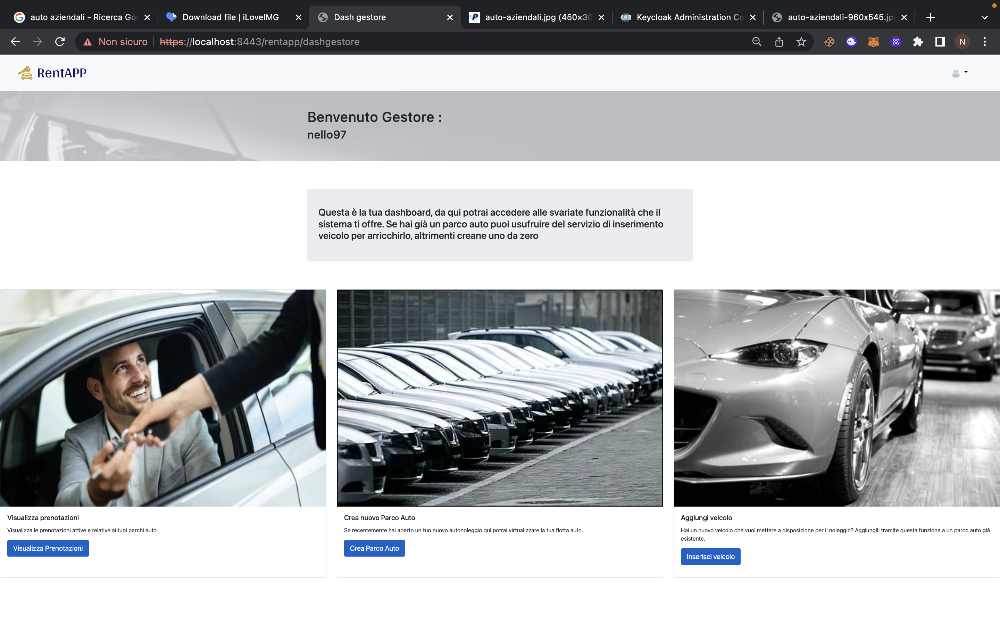 auto aziendali - Ricerca Goo
Download file | iLoveIMG
Dash gestore
auto-aziendali.jpg (450×30
Keycloak Administration Co
auto-aziendali-960x545.jp
Non sicuro
https://localhost:8443/rentapp/dashgestore
N
RentAPP
Benvenuto Gestore :
nello97
Questa è la tua dashboard, da qui potrai accedere alle svariate funzionalità che il
sistema ti offre. Se hai già un parco auto puoi usufruire del servizio di inserimento
veicolo per arricchirlo, altrimenti creane uno da zero
Visualizza prenotazioni
Visualizza le prenotazioni attive e relative ai tuoi parchi auto.
Visualizza Prenotazioni
Crea nuovo Parco Auto
Se recentemente hai aperto un tuo nuovo autonoleggio qui potrai virtualizzare la tua flotta auto.
Crea Parco Auto
Aggiungi veicolo
Hai un nuovo veicolo che vuoi mettere a disposizione per il noleggio? Aggiungili tramite questa funzione a un parco auto già
esistente.
Inserisci veicolo